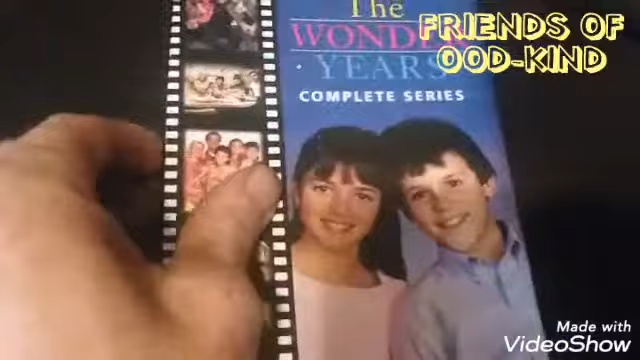 The
FRIENDS OF
WONDER
OOD-KIND
YEARS
COMPLETE SERIES
Made with
VideoShow